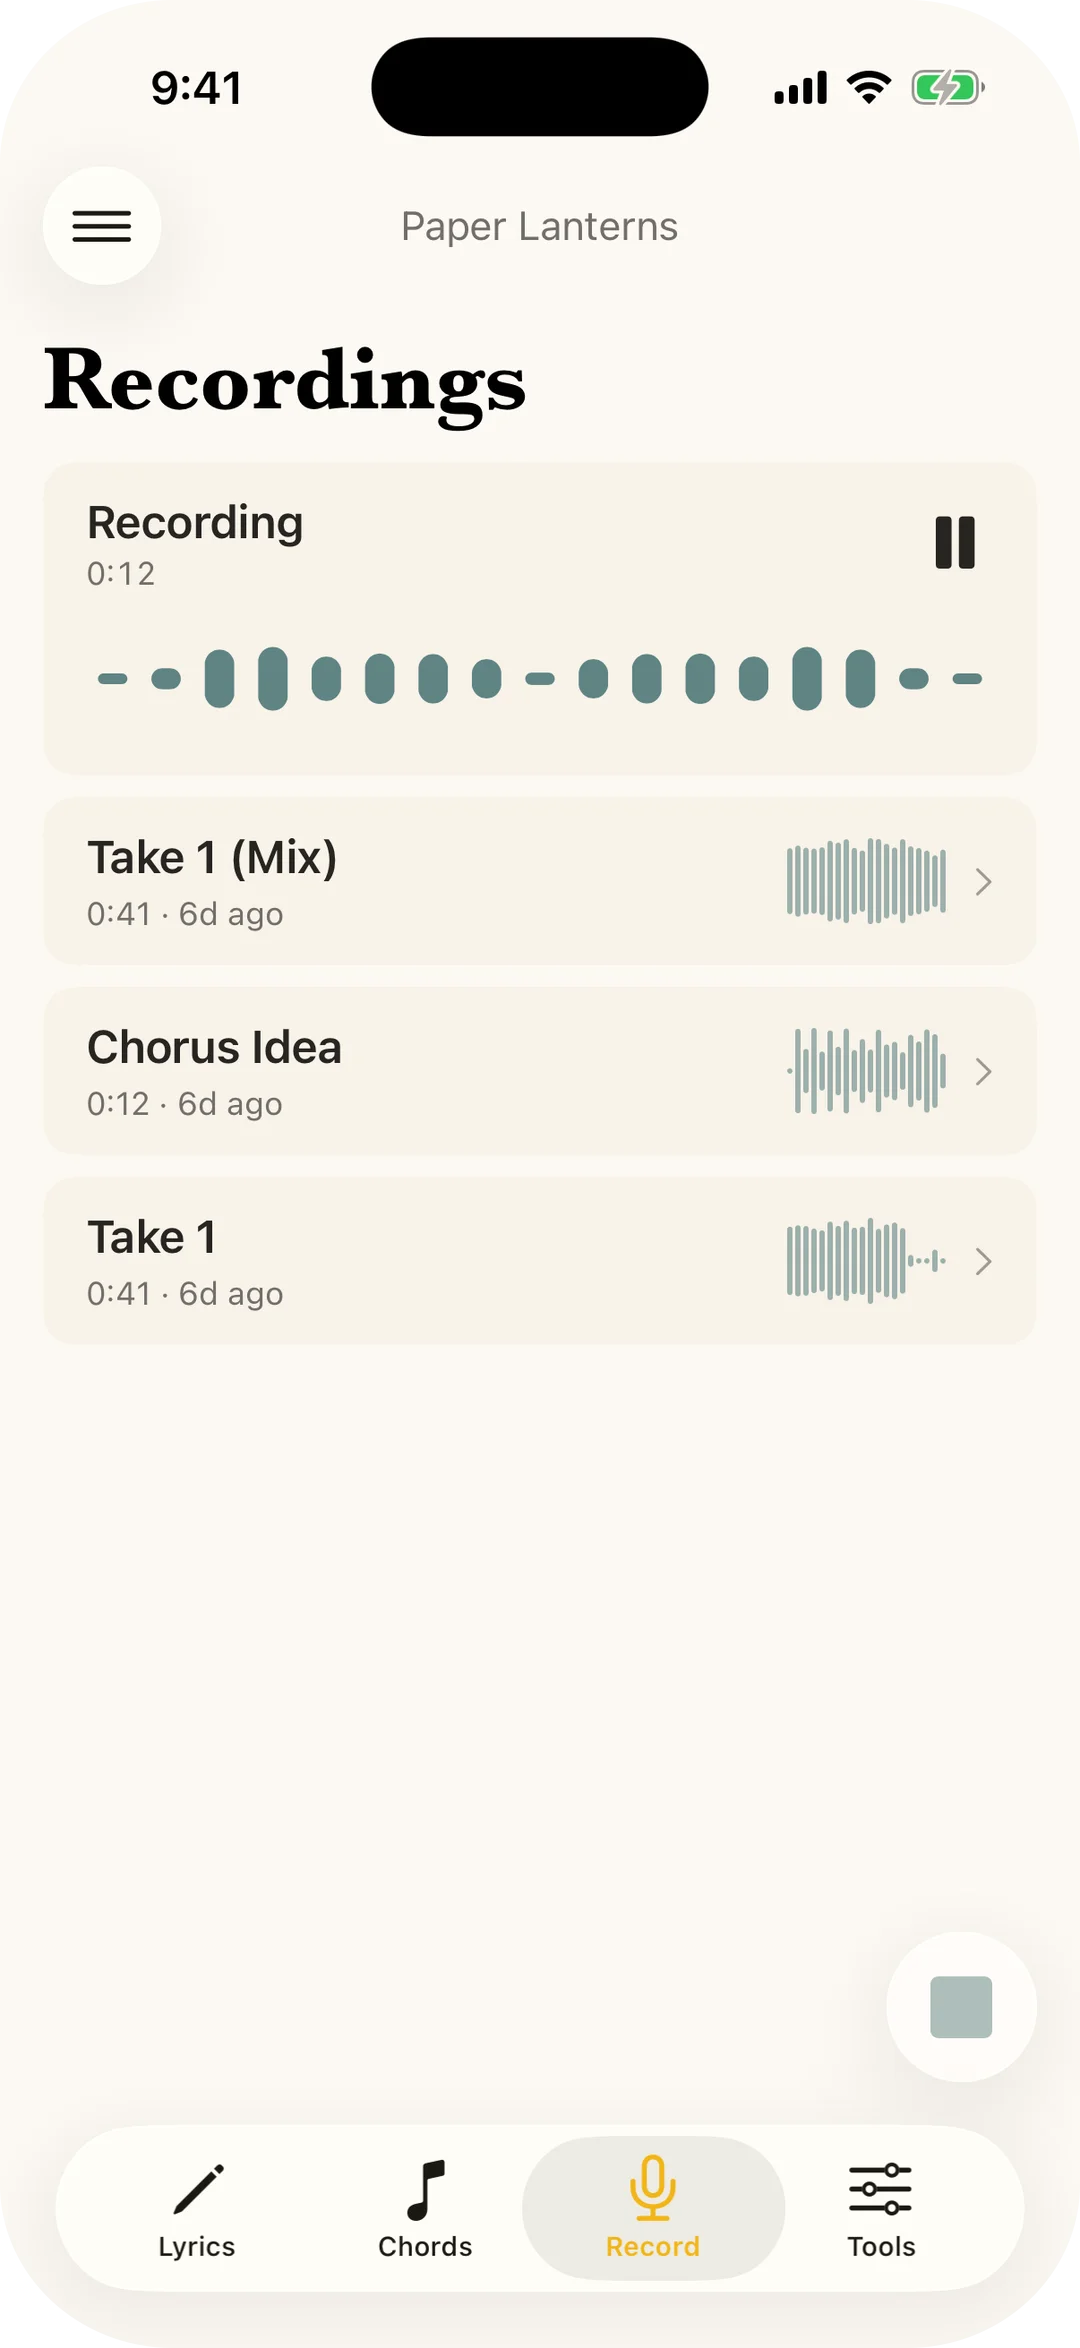 9:41
Paper Lanterns
Recordings
Recording
0:12
Take 1 (Mix)
0:41 · 6d ago
Chorus Idea
0:12 · 6d ago
Take 1
0:41 · 6d ago
Lyrics
Chords
Record
Tools